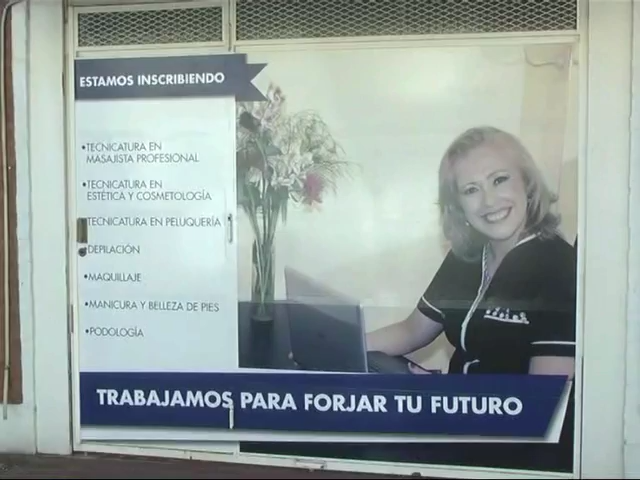 ESTAMOS INSCRIBIENDO
•TECNICATURA EN
MASAJISTA PROFESIONAL
•TECNICATURA EN
ESTÉTICA Y COSMETOLOGÍA
TECNICATURA EN PELUQUERÍA
DEPILACIÓN
•MAQUILLAJE
•MANICURA Y BELLEZA DE PIES
•PODOLOGÍA
TRABAJAMOS PARA FORJAR TU FUTURO